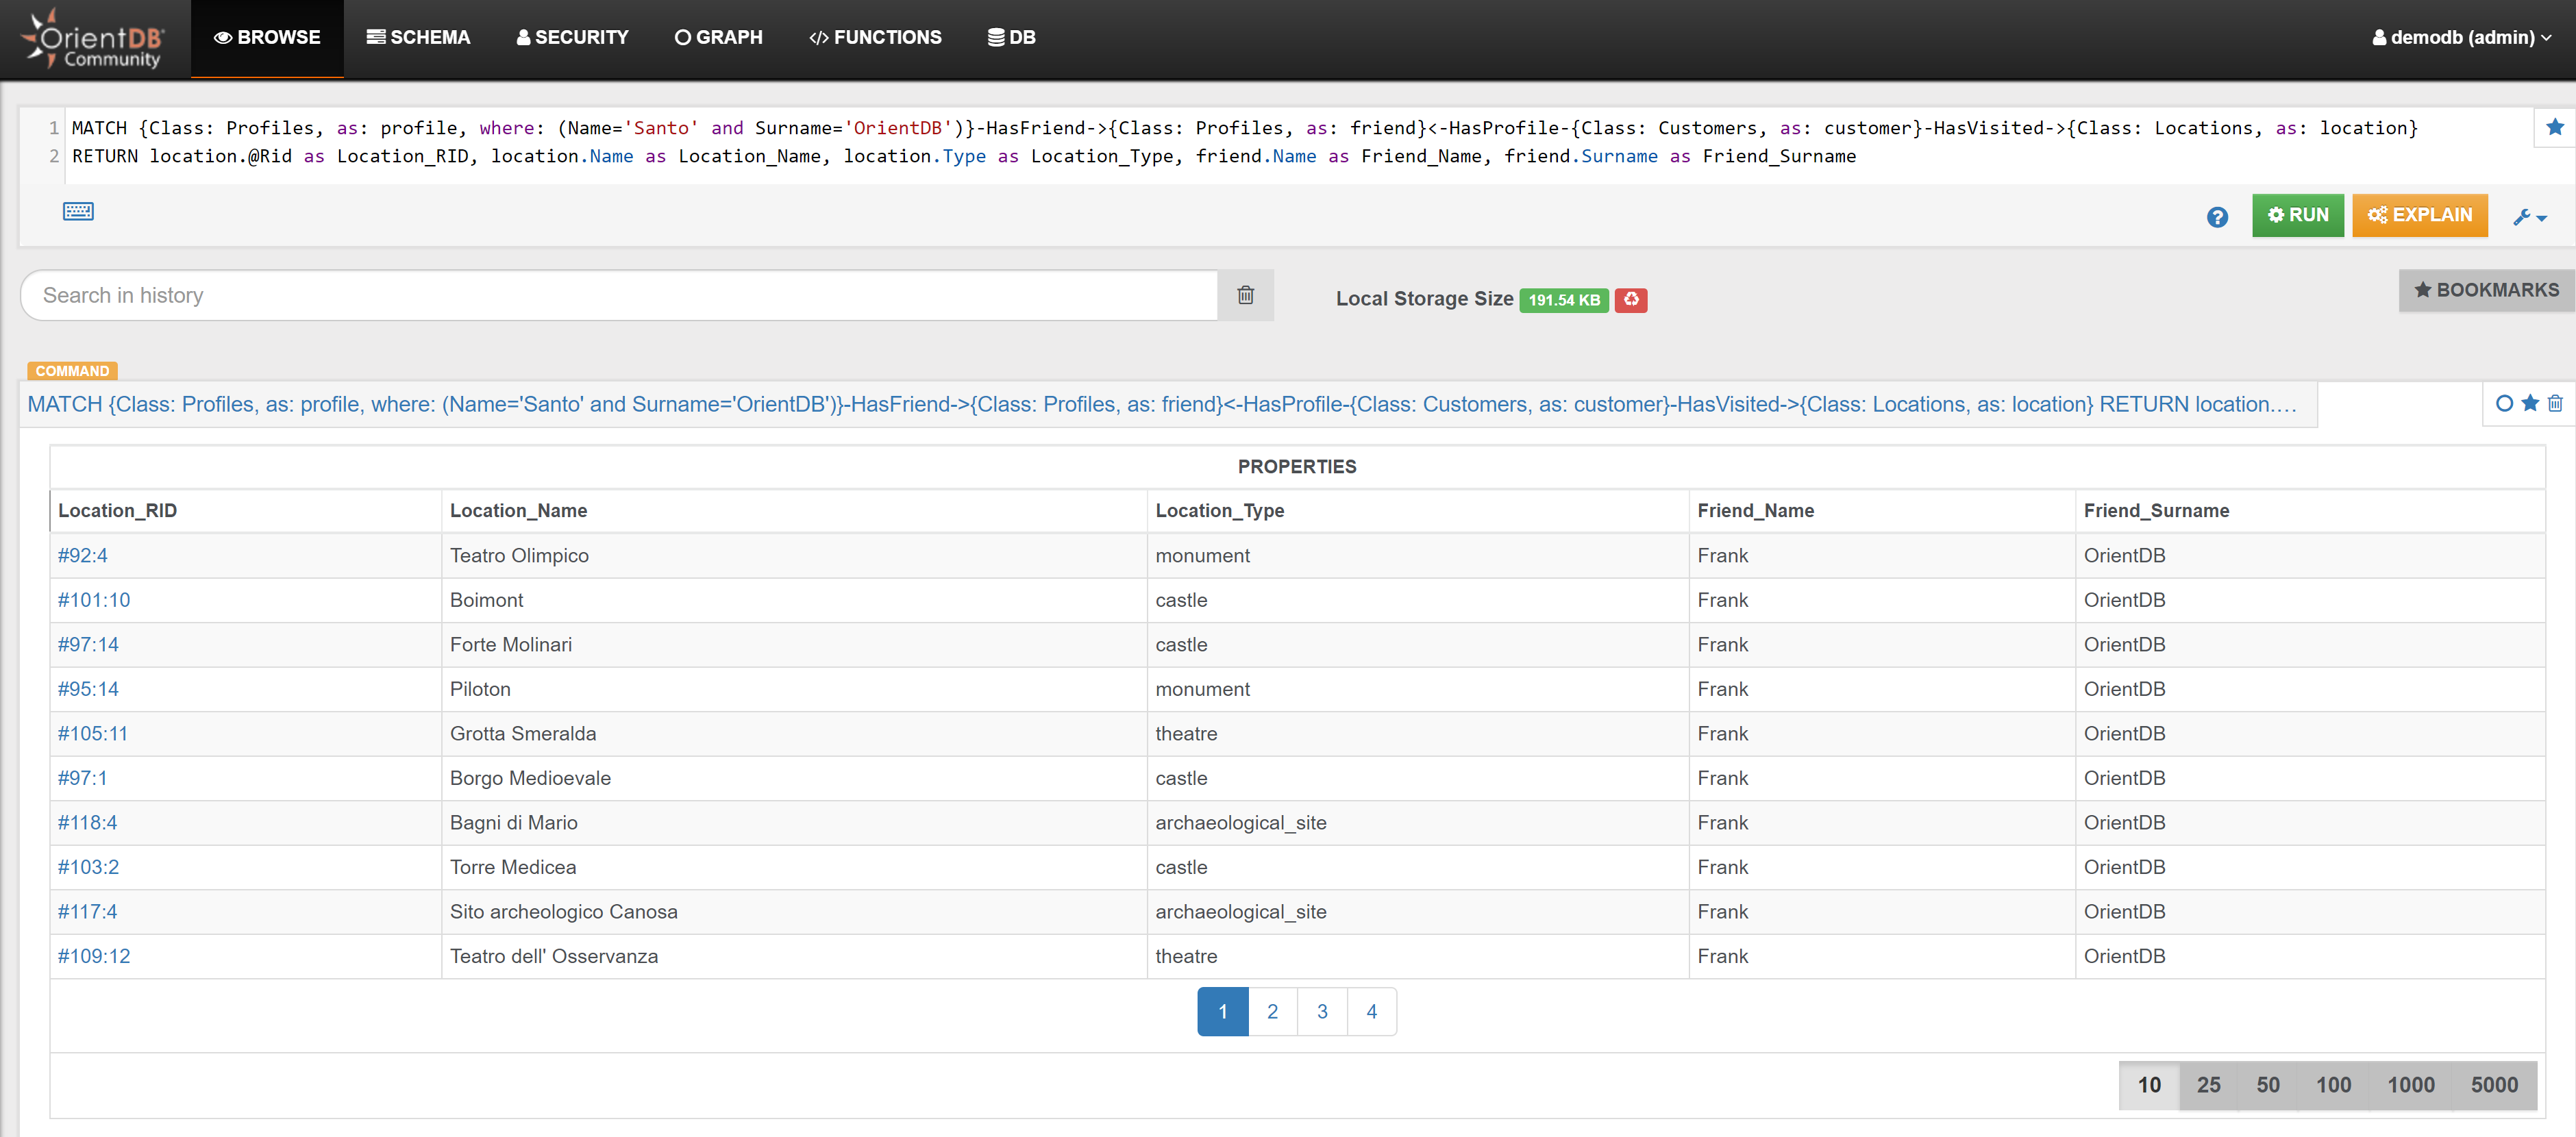 OrientDB
Community
BROWSE SCHEMA SECURITY GRAPH FUNCTIONS DB demodb (admin)
1 MATCH {Class: Profiles, as: profile, where: (Name='Santo' and Surname='OrientDB')}-HasFriend->{Class: Profiles, as: friend}<-HasProfile-{Class: Customers, as: customer}-HasVisited->{Class: Locations, as: location}
2 RETURN location.@Rid as Location_RID, location.Name as Location_Name, location.Type as Location_Type, friend.Name as Friend_Name, friend.Surname as Friend_Surname
? RUN EXPLAIN
Search in history Local Storage Size 191.54 KB BOOKMARKS
COMMAND
MATCH {Class: Profiles, as: profile, where: (Name='Santo' and Surname='OrientDB')}-HasFriend->{Class: Profiles, as: friend}<-HasProfile-{Class: Customers, as: customer}-HasVisited->{Class: Locations, as: location} RETURN location.…
PROPERTIES
Location_RID Location_Name Location_Type Friend_Name Friend_Surname
#92:4 Teatro Olimpico monument Frank OrientDB
#101:10 Boimont castle Frank OrientDB
#97:14 Forte Molinari castle Frank OrientDB
#95:14 Piloton monument Frank OrientDB
#105:11 Grotta Smeralda theatre Frank OrientDB
#97:1 Borgo Medioevale castle Frank OrientDB
#118:4 Bagni di Mario archaeological_site Frank OrientDB
#103:2 Torre Medicea castle Frank OrientDB
#117:4 Sito archeologico Canosa archaeological_site Frank OrientDB
#109:12 Teatro dell' Osservanza theatre Frank OrientDB
1 2 3 4
10 25 50 100 1000 5000